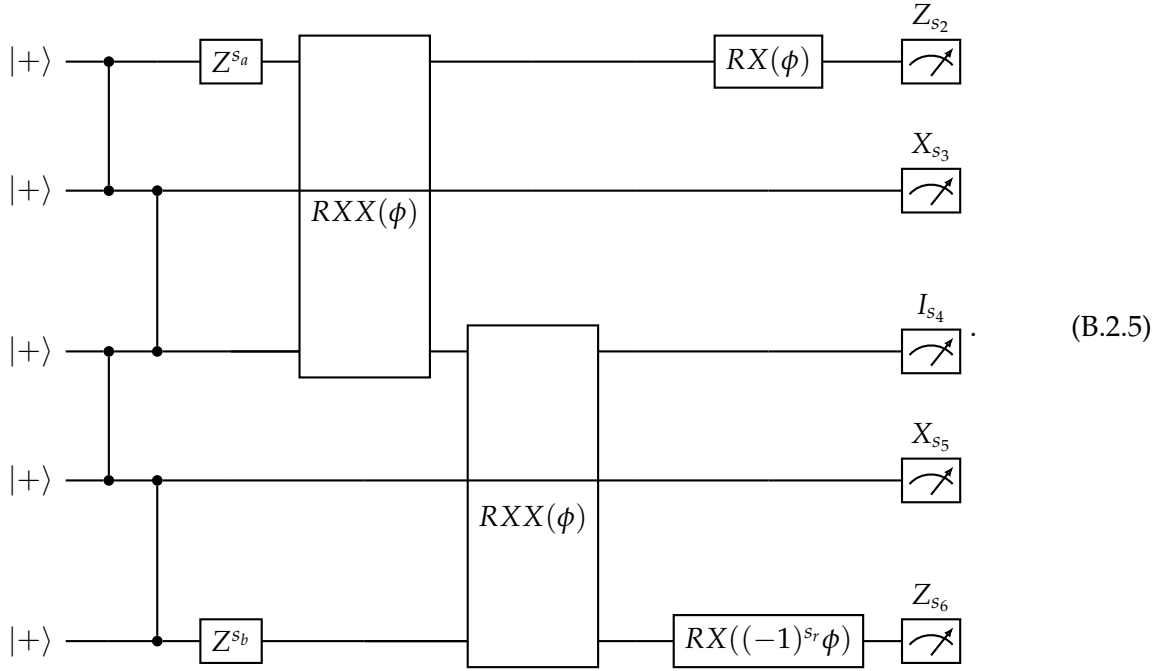 Z_{s_2}
|+⟩ Z^{s_a} RX(ϕ)
X_{s_3}
|+⟩
RXX(ϕ)
I_{s_4}
|+⟩ . (B.2.5)
X_{s_5}
|+⟩
RXX(ϕ)
Z_{s_6}
|+⟩ Z^{s_b} RX((−1)^{s_r}ϕ)